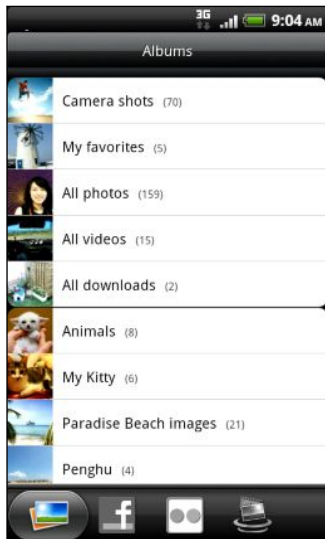 3G
9:04 AM
Albums
Camera shots (70)
My favorites (5)
All photos (159)
All videos (15)
All downloads (2)
Animals (8)
My Kitty (6)
Paradise Beach images (21)
Penghu (4)
f